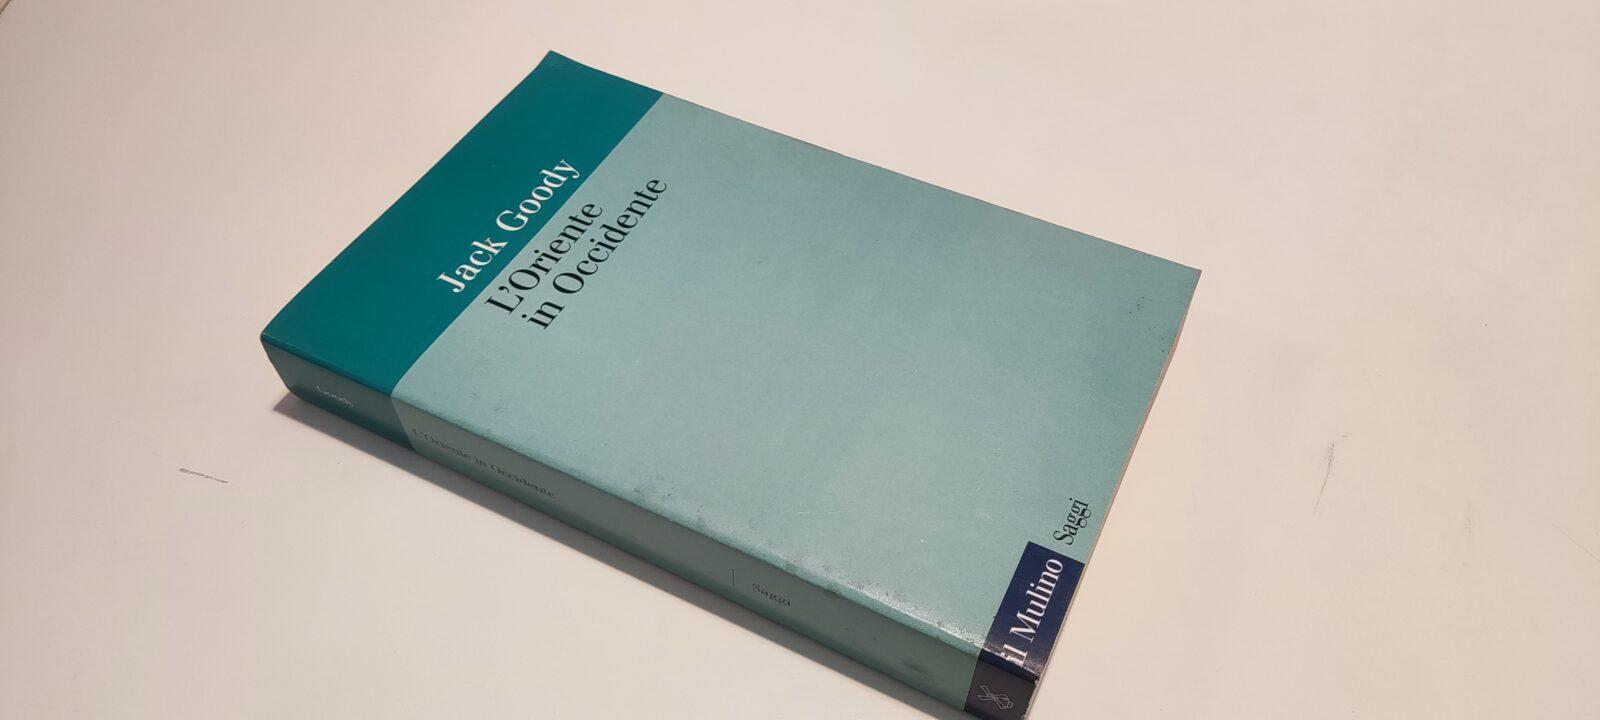 Jack Goody
L'Oriente
in Occidente
Saggi
il Mulino
Goody
L'Oriente in Occidente
Saggi